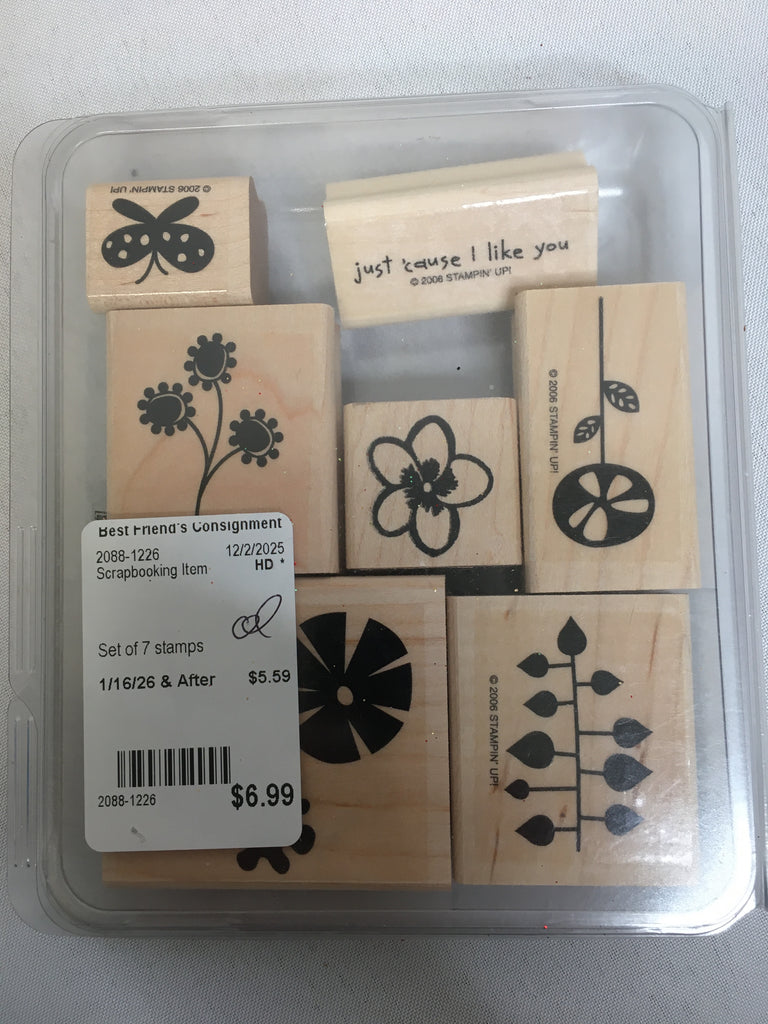 © 2006 STAMPIN' UP!
just 'cause I like you
© 2006 STAMPIN' UP!
© 2006 STAMPIN' UP!
Best Friend's Consignment
2088-1226 12/2/2025
Scrapbooking Item HD *
Set of 7 stamps
1/16/26 & After $5.59
2088-1226 $6.99
© 2006 STAMPIN' UP!